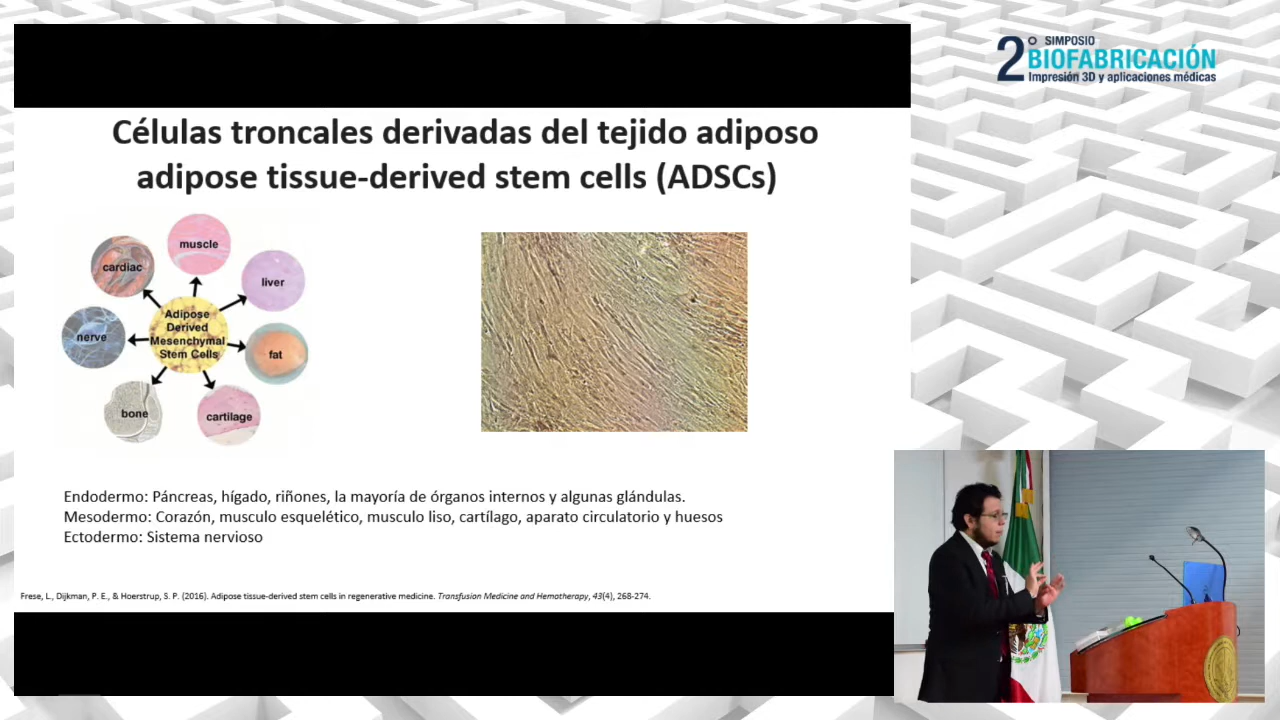 2° SIMPOSIO
BIOFABRICACIÓN
Impresión 3D y aplicaciones médicas
Células troncales derivadas del tejido adiposo
adipose tissue-derived stem cells (ADSCs)
muscle
cardiac
liver
Adipose
Derived
Mesenchymal
Stem Cells
nerve
fat
bone
cartilage
Endodermo: Páncreas, hígado, riñones, la mayoría de órganos internos y algunas glándulas.
Mesodermo: Corazón, musculo esquelético, musculo liso, cartílago, aparato circulatorio y huesos
Ectodermo: Sistema nervioso
Frese, L., Dijkman, P. E., & Hoerstrup, S. P. (2016). Adipose tissue-derived stem cells in regenerative medicine. Transfusion Medicine and Hemotherapy, 43(4), 268-274.